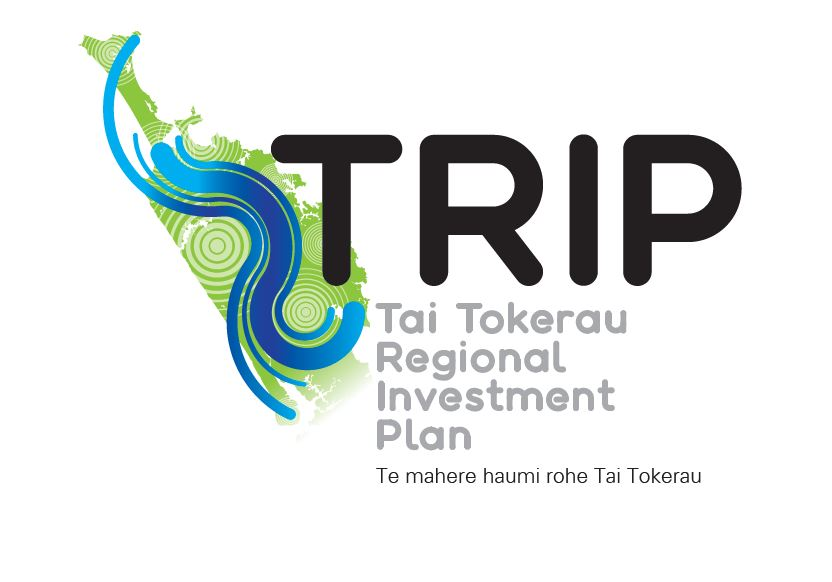 TRIP
Tai Tokerau
Regional
Investment
Plan
Te mahere haumi rohe Tai Tokerau